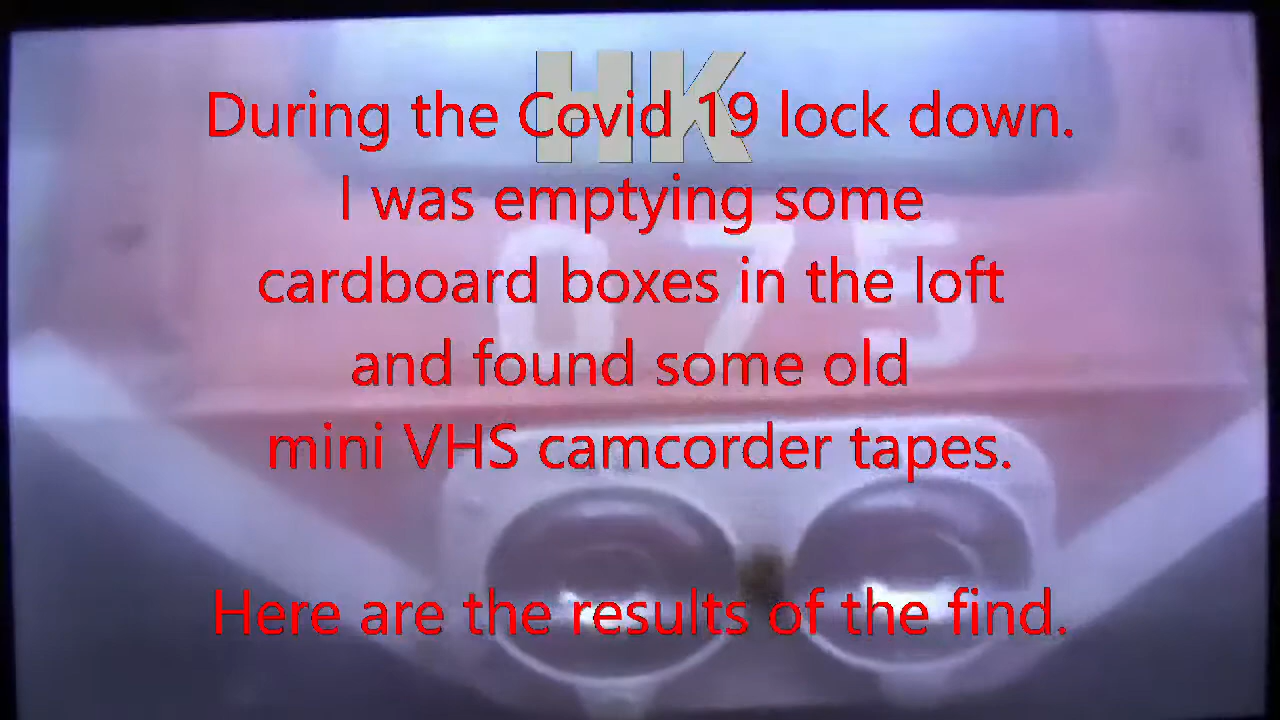 HK
During the Covid 19 lock down.
I was emptying some
075
cardboard boxes in the loft
and found some old
mini VHS camcorder tapes.
Here are the results of the find.